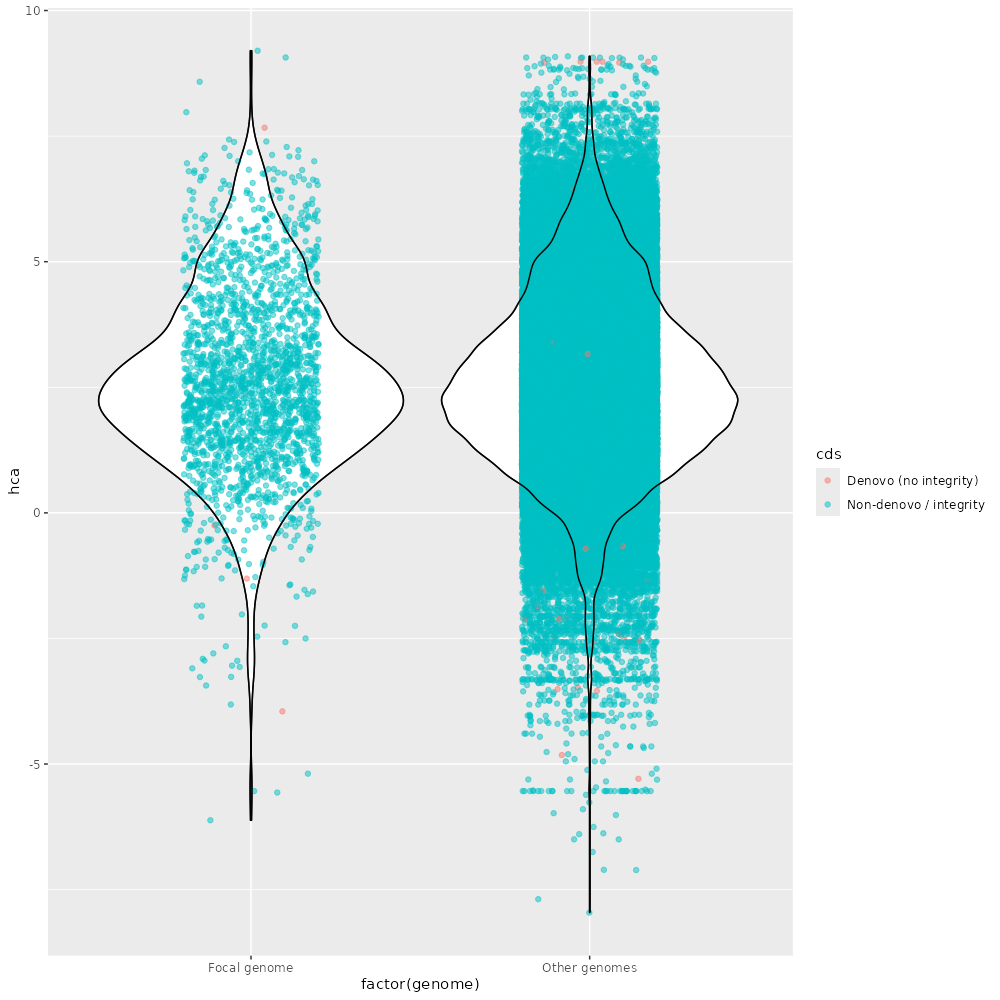 10
5
0
-5
hca
Focal genome
Other genomes
factor(genome)
cds
Denovo (no integrity)
Non-denovo / integrity